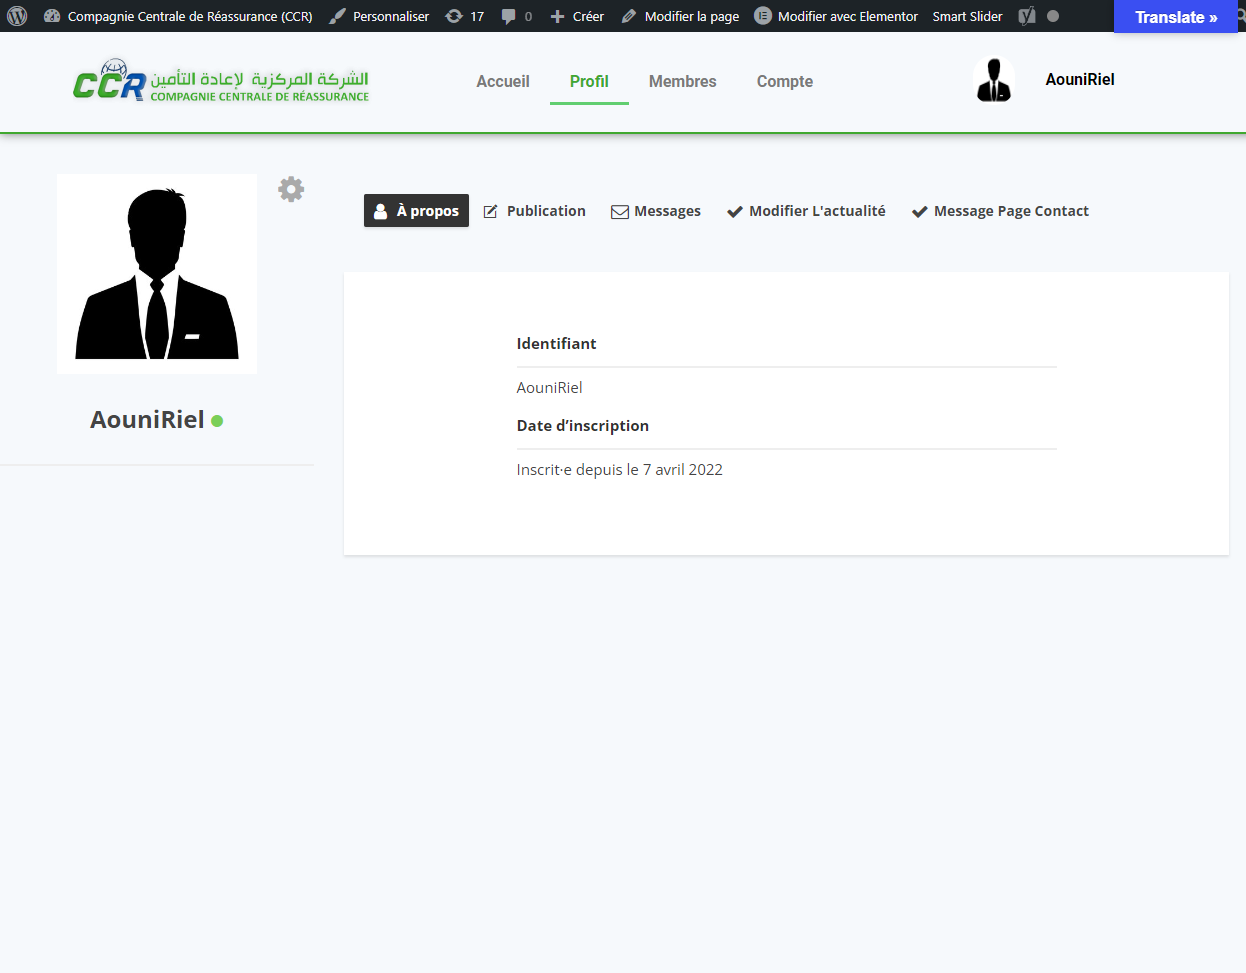 Compagnie Centrale de Réassurance (CCR) Personnaliser 17 0 Créer Modifier la page Modifier avec Elementor Smart Slider Translate »
CCR الشركة المركزية لإعادة التأمين
COMPAGNIE CENTRALE DE RÉASSURANCE
Accueil Profil Membres Compte AouniRiel
À propos Publication Messages Modifier L'actualité Message Page Contact
AouniRiel
Identifiant
AouniRiel
Date d’inscription
Inscrit·e depuis le 7 avril 2022